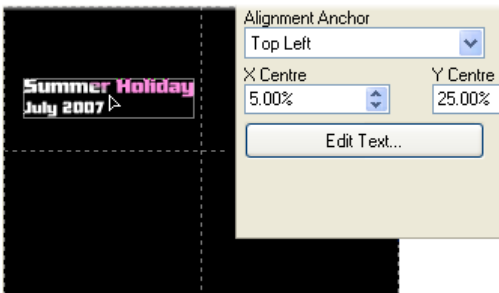 Summer Holiday
July 2007
Alignment Anchor
Top Left
X Centre Y Centre
5.00% 25.00%
Edit Text...